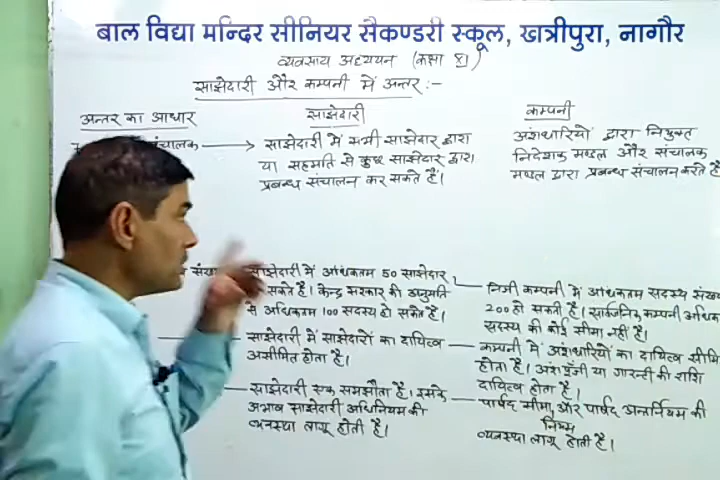 बाल विद्या मन्दिर सीनियर सैकण्डरी स्कूल, खत्रीपुरा, नागौर
व्यवसाय अध्ययन (कक्षा XI)
साझेदारी और कम्पनी में अन्तर :-
अन्तर का आधार
साझेदारी
कम्पनी
संचालक
साझेदारी में सभी साझेदार द्वारा
या सहमति से कुछ साझेदार द्वारा
प्रबन्ध संचालन कर सकते हैं।
अंशधारियों द्वारा नियुक्त
निदेशक मण्डल और संचालक
मण्डल द्वारा प्रबन्ध संचालन करते हैं
साझेदारी में अधिकतम 50 साझेदार
सकते हैं। केन्द्र सरकार की अनुमति
से अधिकतम 100 सदस्य हो सकते हैं।
निजी कम्पनी में अधिकतम सदस्य संख्या
200 हो सकती है। सार्वजनिक कम्पनी अधिक
सदस्य की कोई सीमा नहीं है।
साझेदारी में साझेदारों का दायित्व
असीमित होता है।
कम्पनी में अंशधारियों का दायित्व सीमि
होता है। अंशपूँजी या गारन्टी की राशि
दायित्व होता है।
साझेदारी एक समझौता है। इसके
अभाव साझेदारी अधिनियम की
व्यवस्था लागू होती है।
पार्षद सीमा, और पार्षद अन्तर्नियम की
नियम
व्यवस्था लागू होती है।